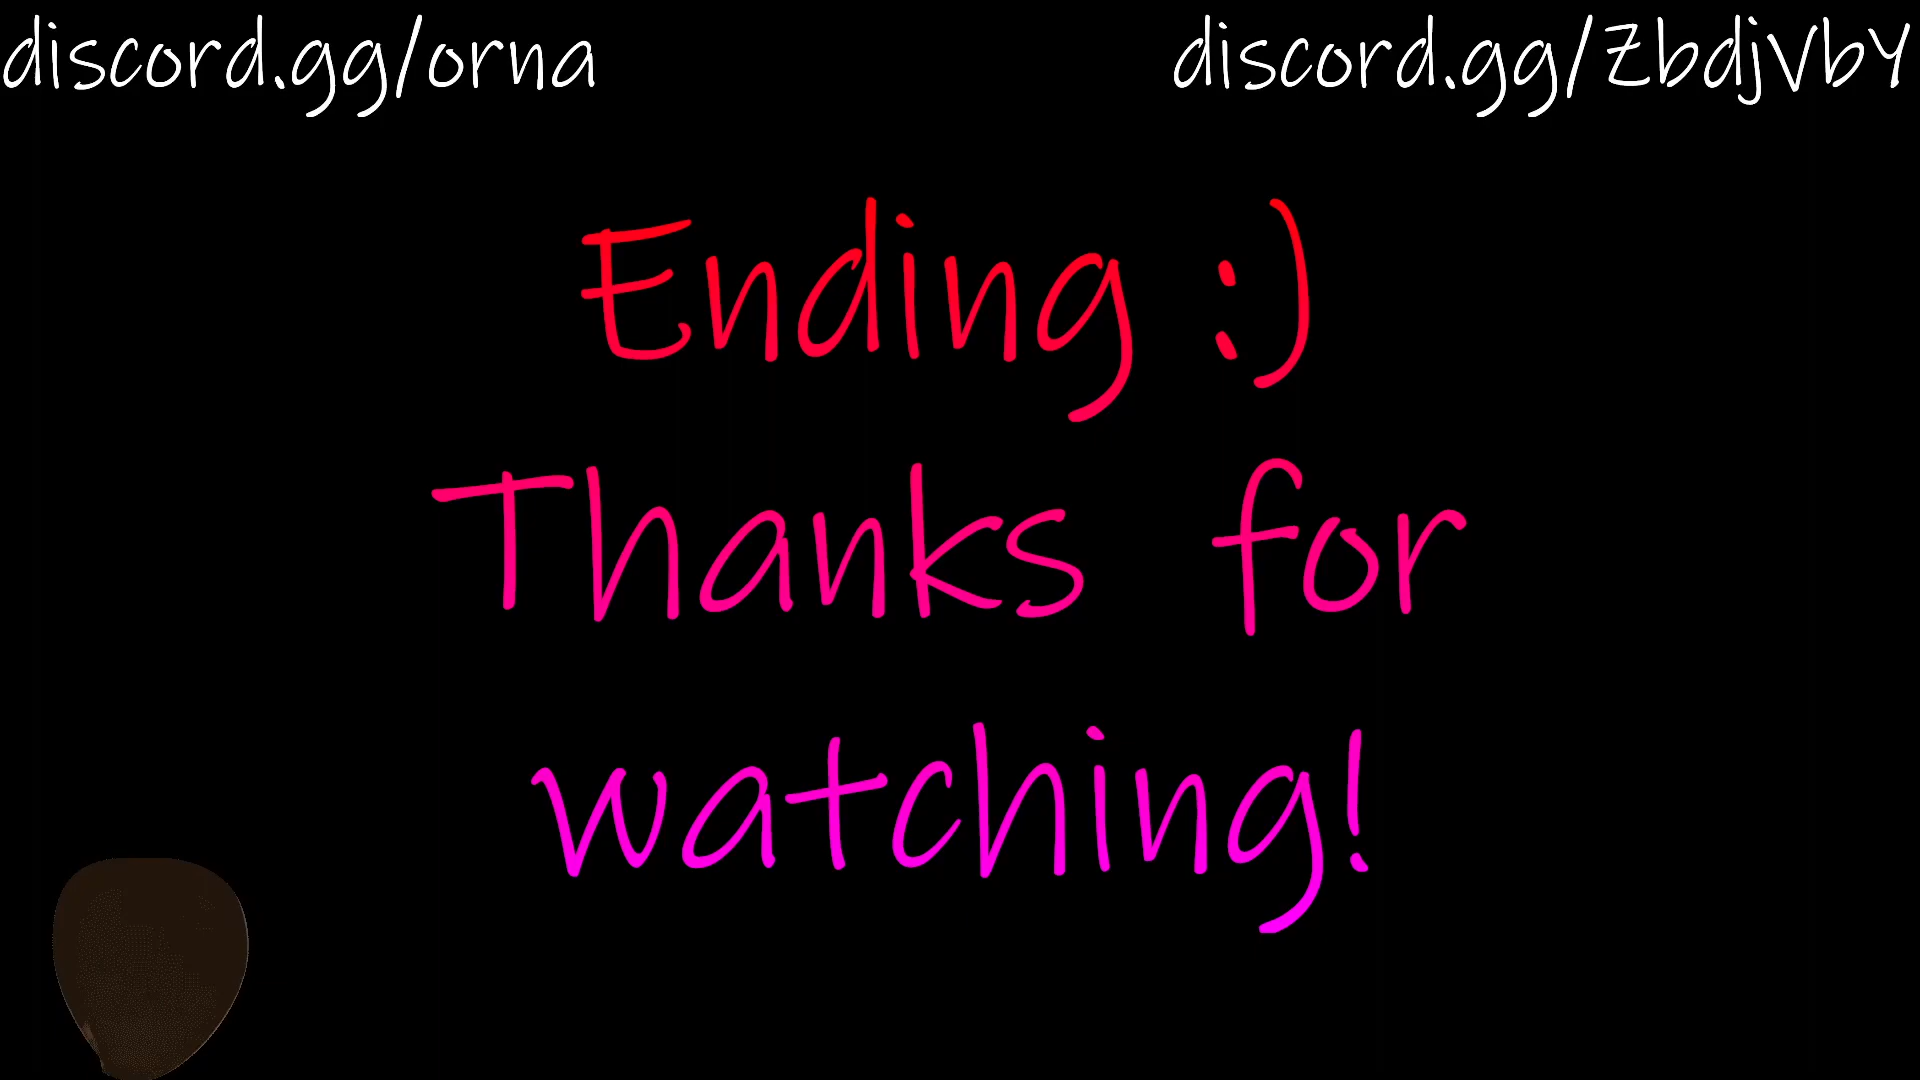 discord.gg/orna
discord.gg/ZbdjVbY
Ending :)
Thanks for
watching!